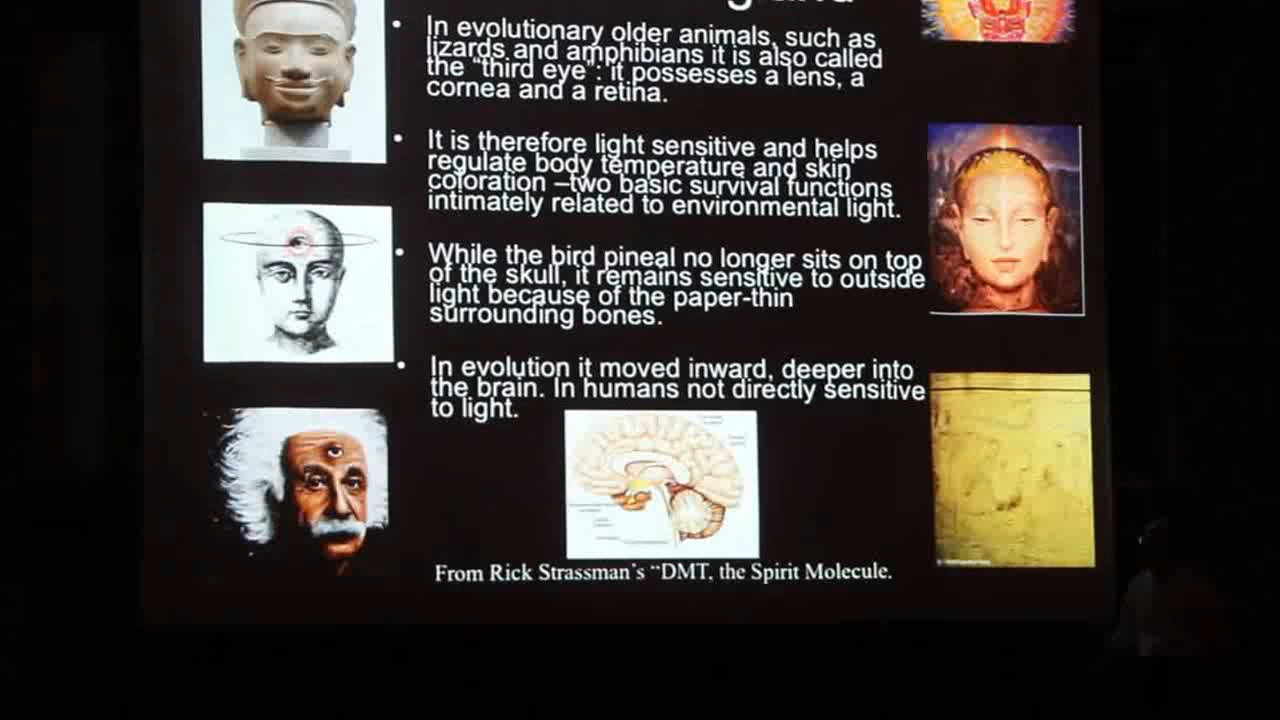 In evolutionary older animals, such as
lizards and amphibians it is also called
the "third eye": it possesses a lens, a
cornea and a retina.
It is therefore light sensitive and helps
regulate body temperature and skin
coloration –two basic survival functions
intimately related to environmental light.
While the bird pineal no longer sits on top
of the skull, it remains sensitive to outside
light because of the paper-thin
surrounding bones.
In evolution it moved inward, deeper into
the brain. In humans not directly sensitive
to light.
From Rick Strassman's "DMT, the Spirit Molecule.